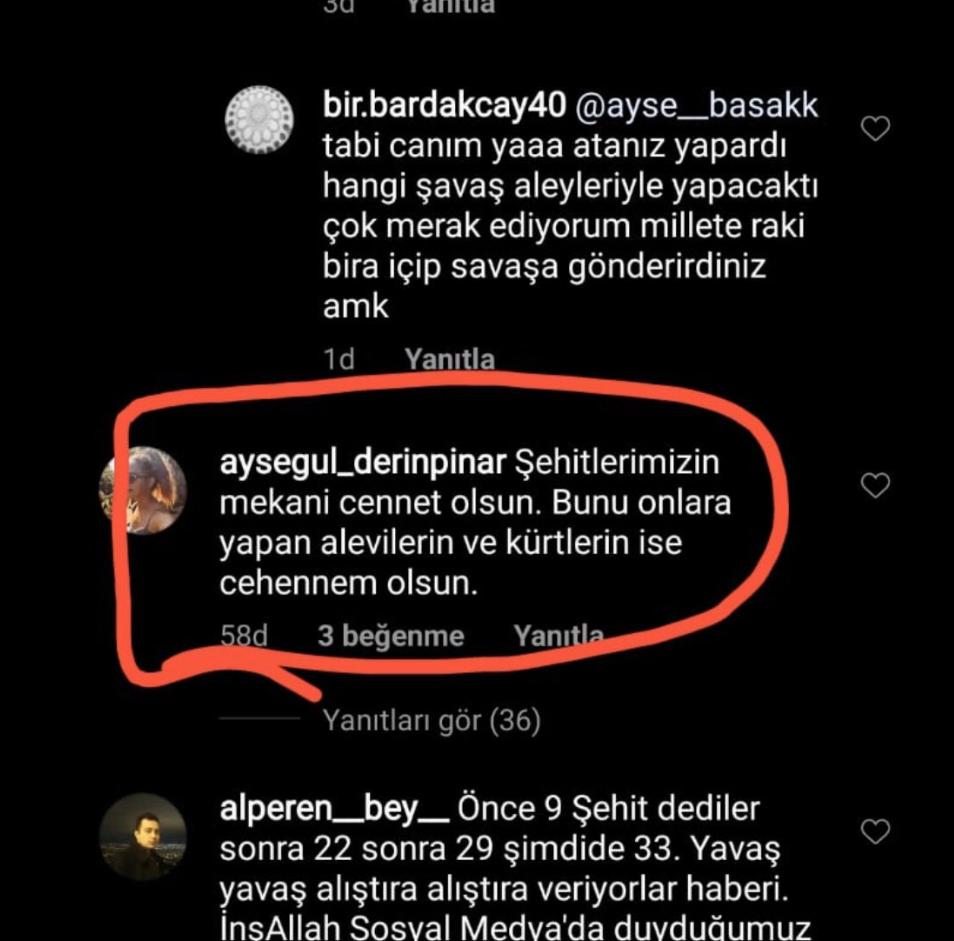 3d Yanıtla
bir.bardakcay40 @ayse__basakk
tabi canım yaaa atanız yapardı
hangi şavaş aleyleriyle yapacaktı
çok merak ediyorum millete raki
bira içip savaşa gönderirdiniz
amk
1d Yanıtla
aysegul_derinpinar Şehitlerimizin
mekani cennet olsun. Bunu onlara
yapan alevilerin ve kürtlerin ise
cehennem olsun.
58d 3 beğenme Yanıtla
Yanıtları gör (36)
alperen__bey__ Önce 9 Şehit dediler
sonra 22 sonra 29 şimdide 33. Yavaş
yavaş alıştıra alıştıra veriyorlar haberi.
İnşAllah Sosyal Medya'da duyduğumuz